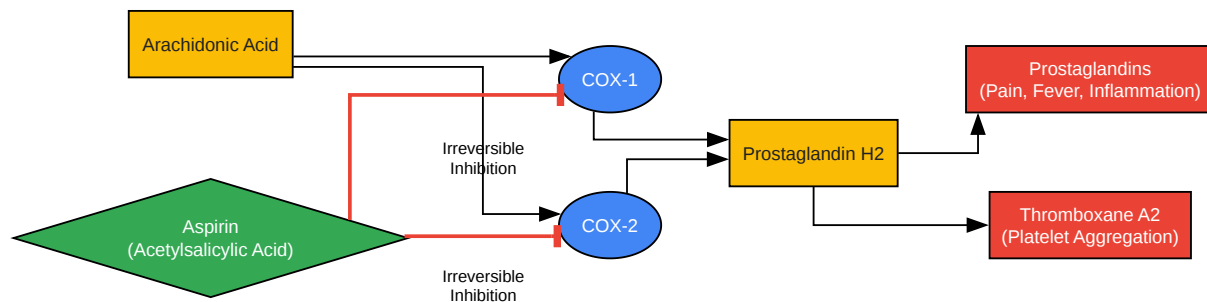 Arachidonic Acid
COX-1
Prostaglandins
(Pain, Fever, Inflammation)
Irreversible
Inhibition
Prostaglandin H2
Aspirin
(Acetylsalicylic Acid)
COX-2
Thromboxane A2
(Platelet Aggregation)
Irreversible
Inhibition